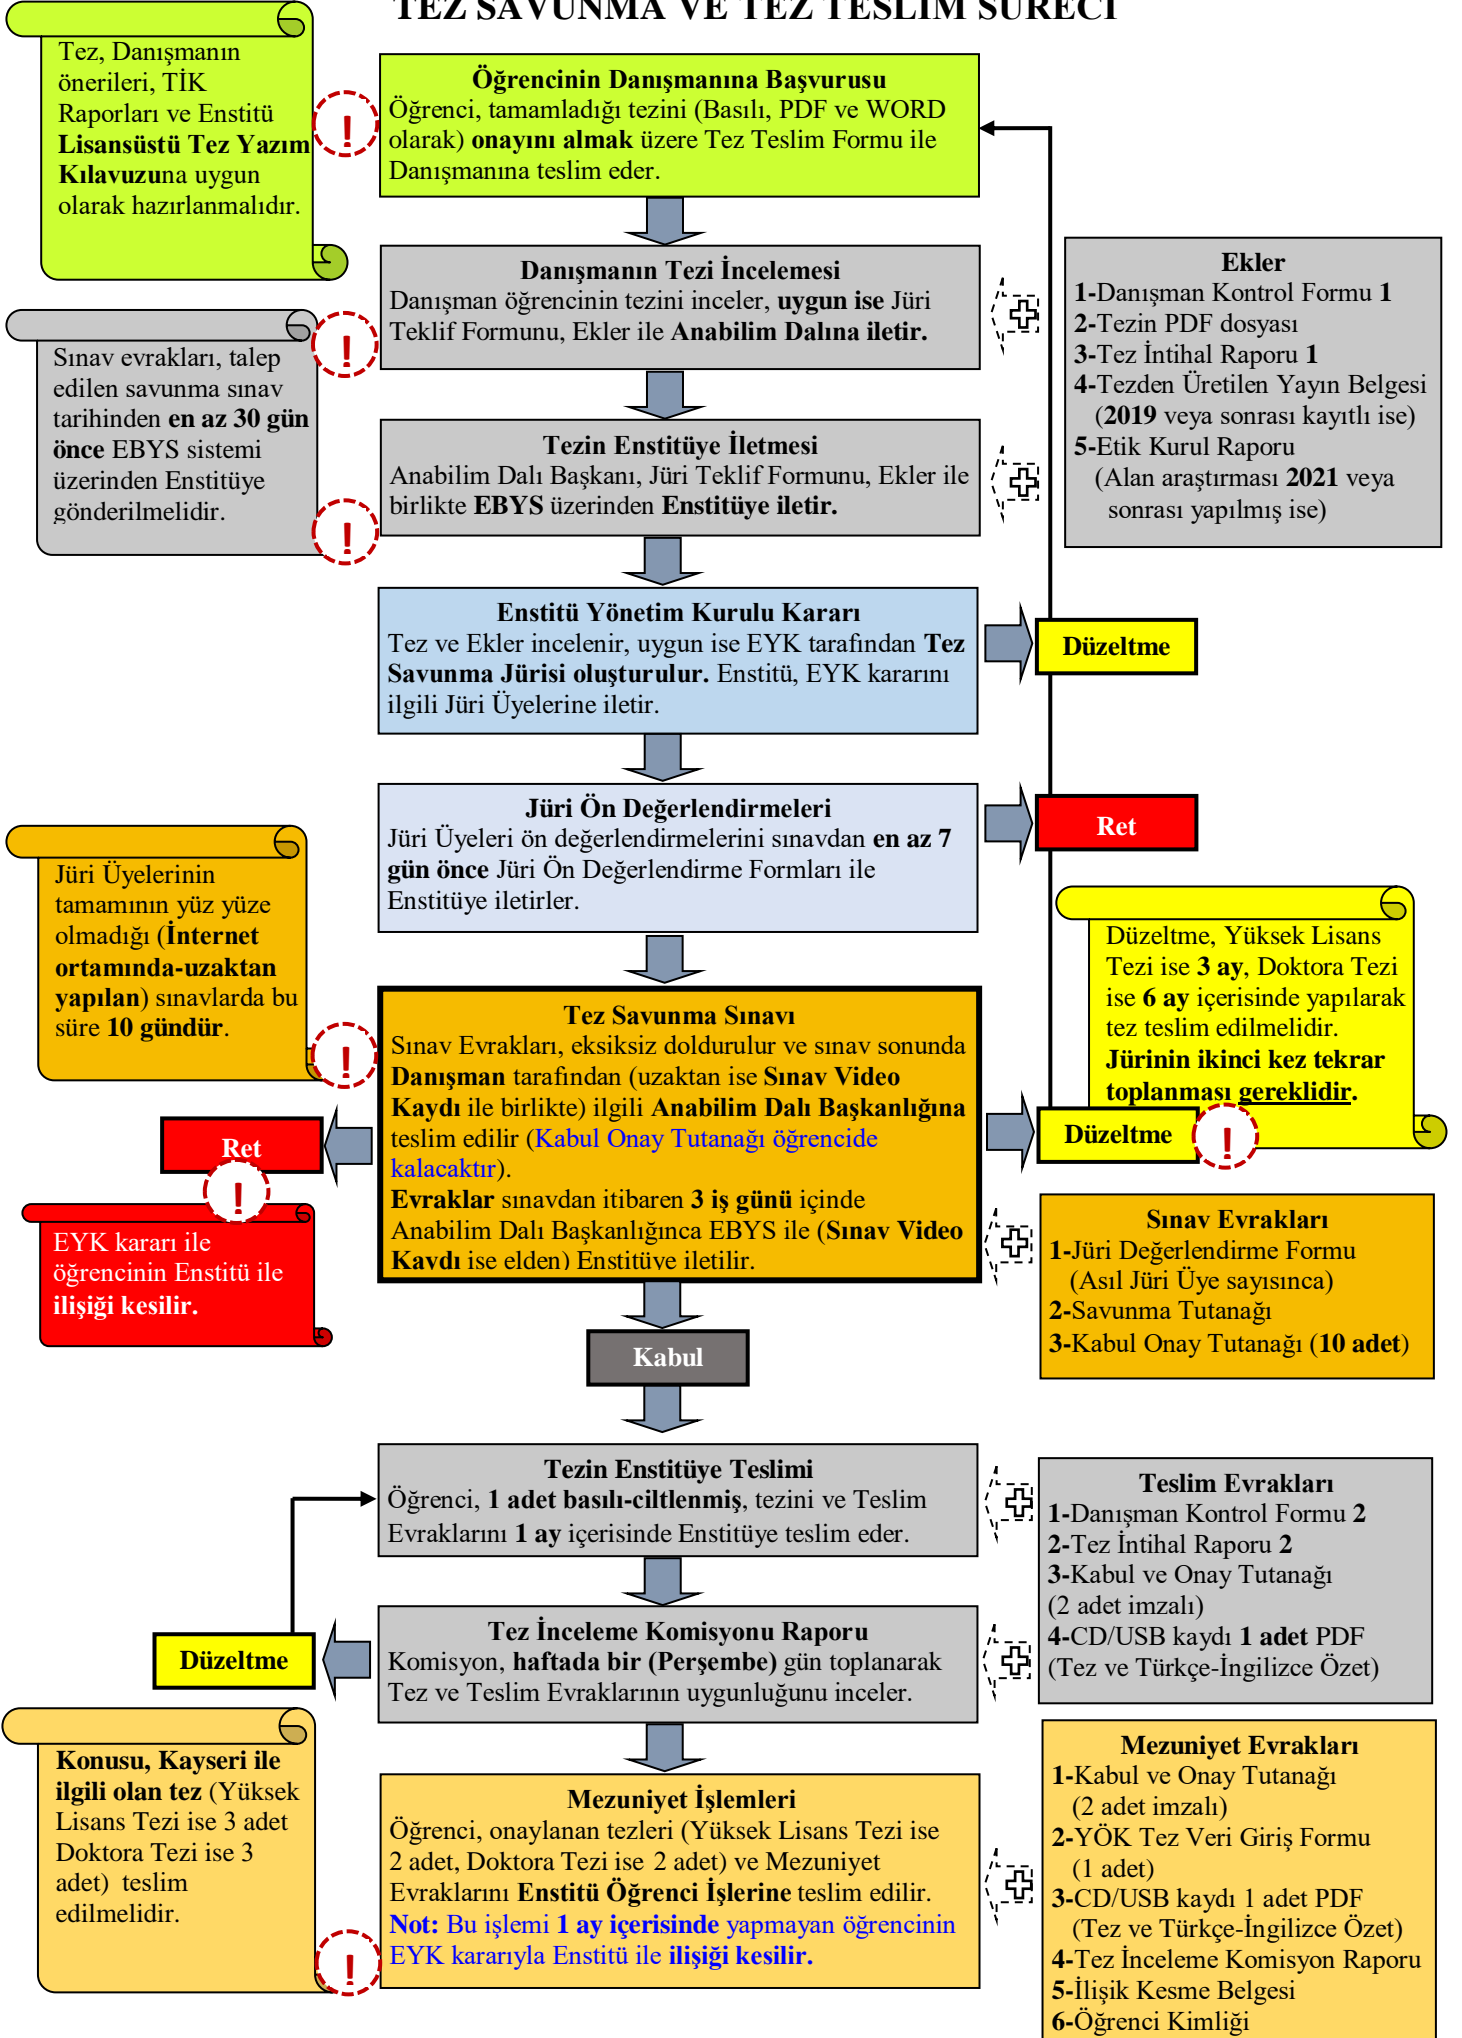 TEZ SAVUNMA VE TEZ TESLİM SÜRECİ
Tez, Danışmanın
önerileri, TİK
Raporları ve Enstitü
Lisansüstü Tez Yazım
Kılavuzuna uygun
olarak hazırlanmalıdır.
!
Öğrencinin Danışmanına Başvurusu
Öğrenci, tamamladığı tezini (Basılı, PDF ve WORD
olarak) onayını almak üzere Tez Teslim Formu ile
Danışmanına teslim eder.
Danışmanın Tezi İncelemesi
Danışman öğrencinin tezini inceler, uygun ise Jüri
Teklif Formunu, Ekler ile Anabilim Dalına iletir.
Ekler
1-Danışman Kontrol Formu 1
2-Tezin PDF dosyası
3-Tez İntihal Raporu 1
4-Tezden Üretilen Yayın Belgesi
(2019 veya sonrası kayıtlı ise)
5-Etik Kurul Raporu
(Alan araştırması 2021 veya
sonrası yapılmış ise)
Sınav evrakları, talep
edilen savunma sınav
tarihinden en az 30 gün
önce EBYS sistemi
üzerinden Enstitüye
gönderilmelidir.
!
!
Tezin Enstitüye İletmesi
Anabilim Dalı Başkanı, Jüri Teklif Formunu, Ekler ile
birlikte EBYS üzerinden Enstitüye iletir.
Enstitü Yönetim Kurulu Kararı
Tez ve Ekler incelenir, uygun ise EYK tarafından Tez
Savunma Jürisi oluşturulur. Enstitü, EYK kararını
ilgili Jüri Üyelerine iletir.
Düzeltme
Jüri Ön Değerlendirmeleri
Jüri Üyeleri ön değerlendirmelerini sınavdan en az 7
gün önce Jüri Ön Değerlendirme Formları ile
Enstitüye iletirler.
Ret
Jüri Üyelerinin
tamamının yüz yüze
olmadığı (İnternet
ortamında-uzaktan
yapılan) sınavlarda bu
süre 10 gündür.
!
Düzeltme, Yüksek Lisans
Tezi ise 3 ay, Doktora Tezi
ise 6 ay içerisinde yapılarak
tez teslim edilmelidir.
Jürinin ikinci kez tekrar
toplanması gereklidir.
Tez Savunma Sınavı
Sınav Evrakları, eksiksiz doldurulur ve sınav sonunda
Danışman tarafından (uzaktan ise Sınav Video
Kaydı ile birlikte) ilgili Anabilim Dalı Başkanlığına
teslim edilir (Kabul Onay Tutanağı öğrencide
kalacaktır).
Evraklar sınavdan itibaren 3 iş günü içinde
Anabilim Dalı Başkanlığınca EBYS ile (Sınav Video
Kaydı ise elden) Enstitüye iletilir.
Düzeltme
!
Ret
!
EYK kararı ile
öğrencinin Enstitü ile
ilişiği kesilir.
Sınav Evrakları
1-Jüri Değerlendirme Formu
(Asıl Jüri Üye sayısınca)
2-Savunma Tutanağı
3-Kabul Onay Tutanağı (10 adet)
Kabul
Tezin Enstitüye Teslimi
Öğrenci, 1 adet basılı-ciltlenmiş, tezini ve Teslim
Evraklarını 1 ay içerisinde Enstitüye teslim eder.
Teslim Evrakları
1-Danışman Kontrol Formu 2
2-Tez İntihal Raporu 2
3-Kabul ve Onay Tutanağı
(2 adet imzalı)
4-CD/USB kaydı 1 adet PDF
(Tez ve Türkçe-İngilizce Özet)
Tez İnceleme Komisyonu Raporu
Komisyon, haftada bir (Perşembe) gün toplanarak
Tez ve Teslim Evraklarının uygunluğunu inceler.
Düzeltme
Konusu, Kayseri ile
ilgili olan tez (Yüksek
Lisans Tezi ise 3 adet
Doktora Tezi ise 3
adet) teslim
edilmelidir.
!
Mezuniyet İşlemleri
Öğrenci, onaylanan tezleri (Yüksek Lisans Tezi ise
2 adet, Doktora Tezi ise 2 adet) ve Mezuniyet
Evraklarını Enstitü Öğrenci İşlerine teslim edilir.
Not: Bu işlemi 1 ay içerisinde yapmayan öğrencinin
EYK kararıyla Enstitü ile ilişiği kesilir.
Mezuniyet Evrakları
1-Kabul ve Onay Tutanağı
(2 adet imzalı)
2-YÖK Tez Veri Giriş Formu
(1 adet)
3-CD/USB kaydı 1 adet PDF
(Tez ve Türkçe-İngilizce Özet)
4-Tez İnceleme Komisyon Raporu
5-İlişik Kesme Belgesi
6-Öğrenci Kimliği